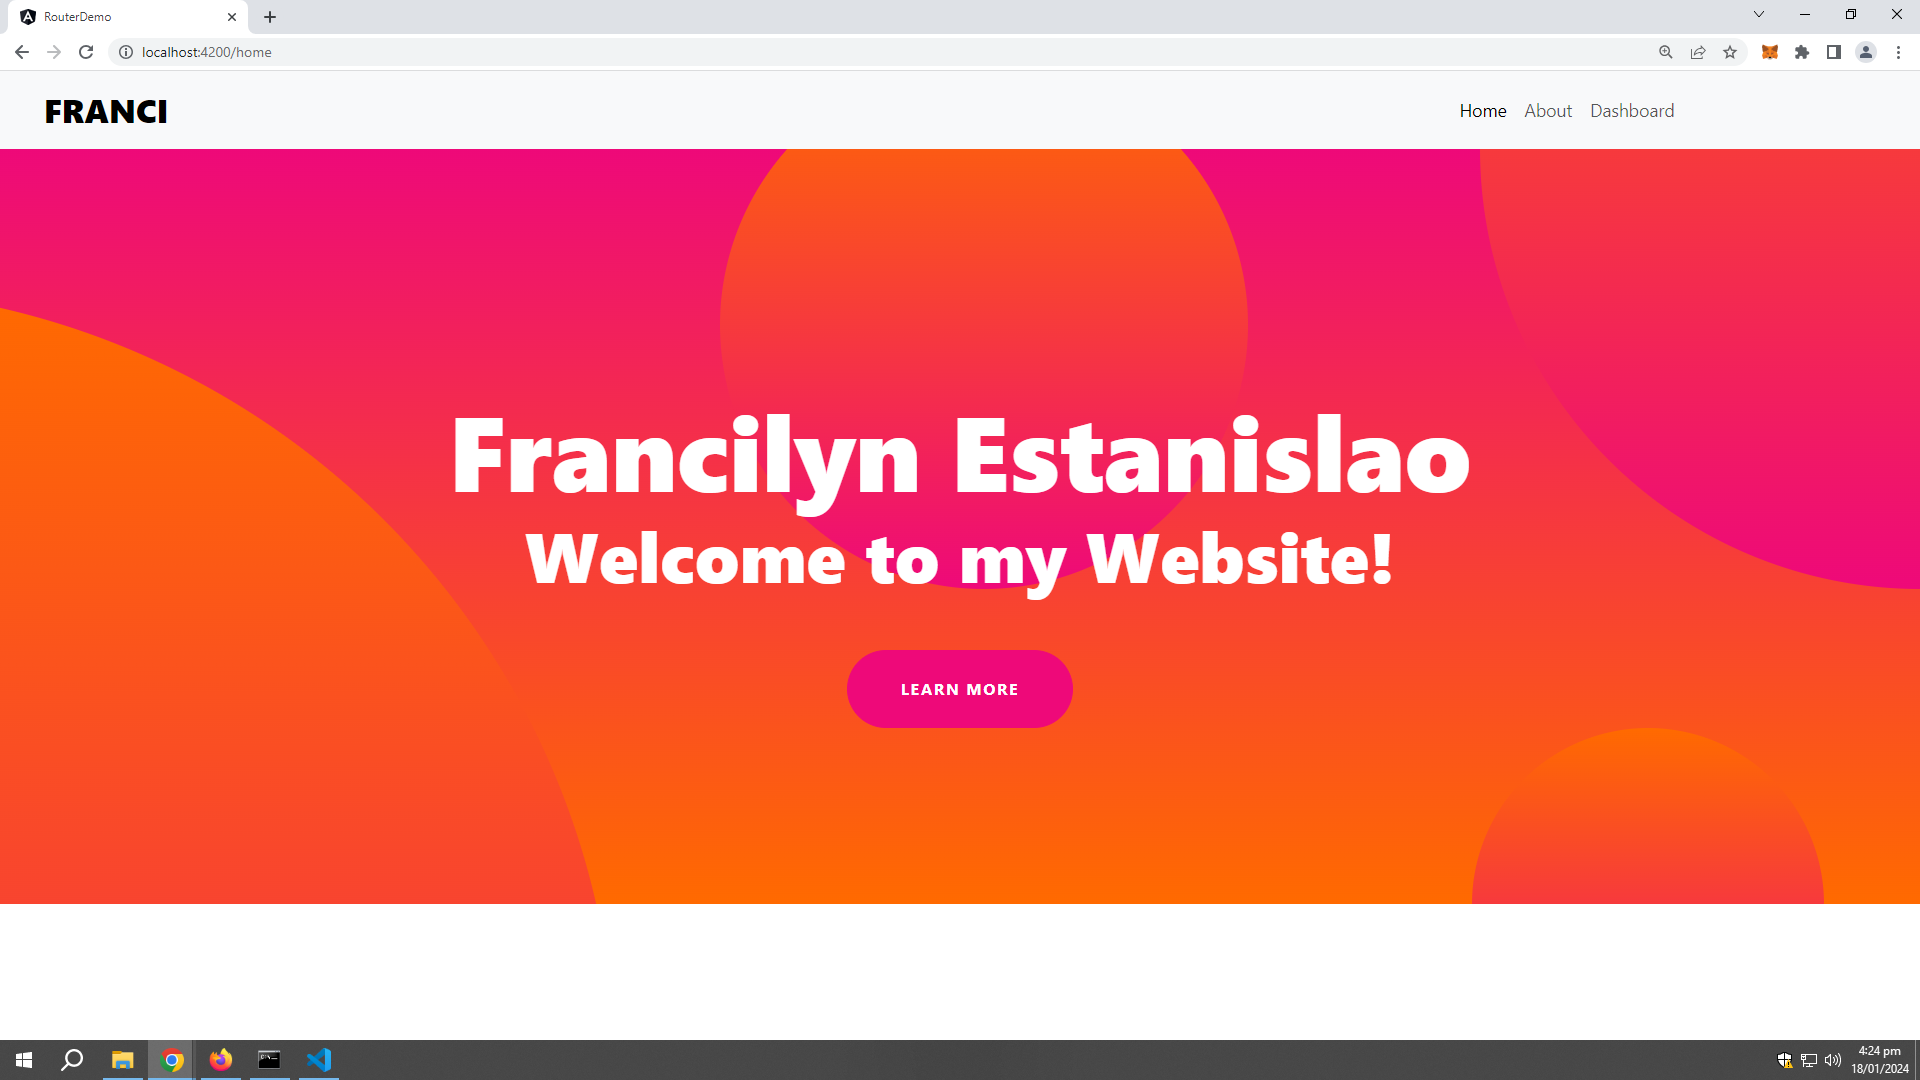 RouterDemo
localhost:4200/home
FRANCI
Home About Dashboard
Francilyn Estanislao
Welcome to my Website!
LEARN MORE
4:24 pm
18/01/2024